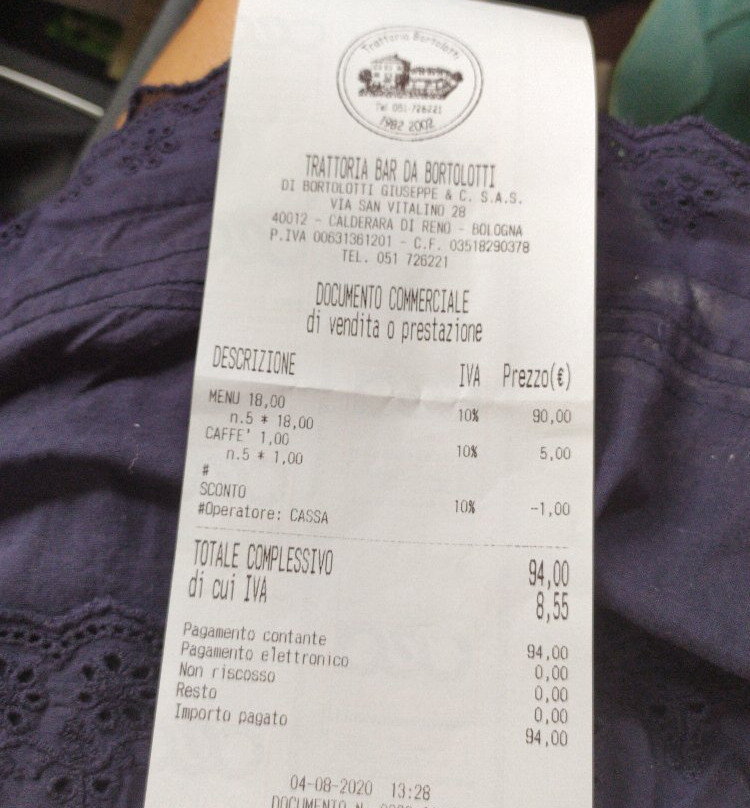 Trattoria Bortolotti
Tel 051-726221
1982 2002
TRATTORIA BAR DA BORTOLOTTI
DI BORTOLOTTI GIUSEPPE & C. S.A.S.
VIA SAN VITALINO 28
40012 - CALDERARA DI RENO - BOLOGNA
P.IVA 00631361201 - C.F. 03518290378
TEL. 051 726221
DOCUMENTO COMMERCIALE
di vendita o prestazione
DESCRIZIONE IVA Prezzo(€)
MENU 18,00
n.5 * 18,00 10% 90,00
CAFFE' 1,00
n.5 * 1,00 10% 5,00
#
SCONTO 10% -1,00
#Operatore: CASSA
TOTALE COMPLESSIVO 94,00
di cui IVA 8,55
Pagamento contante 94,00
Pagamento elettronico 0,00
Non riscosso 0,00
Resto 0,00
Importo pagato 94,00
04-08-2020 13:28
DOCUMENTO N.